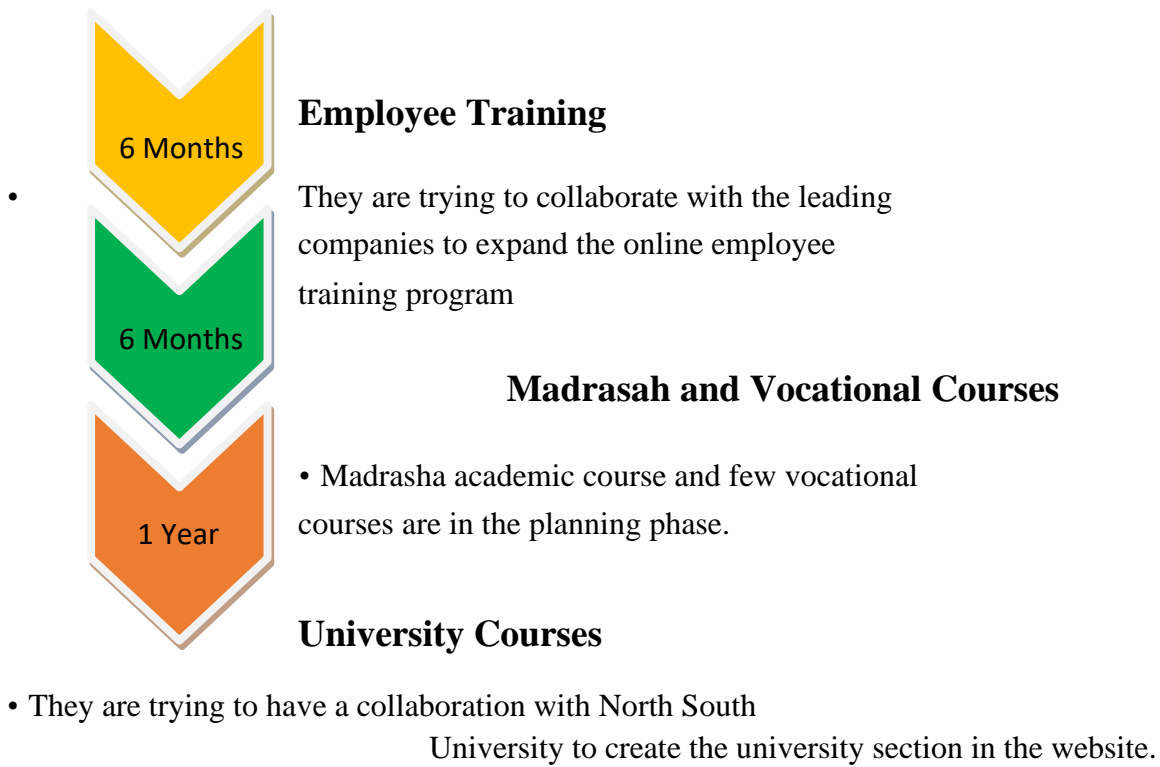 6 Months
Employee Training
• They are trying to collaborate with the leading
companies to expand the online employee
training program
6 Months
Madrasah and Vocational Courses
• Madrasha academic course and few vocational
courses are in the planning phase.
1 Year
University Courses
• They are trying to have a collaboration with North South
University to create the university section in the website.